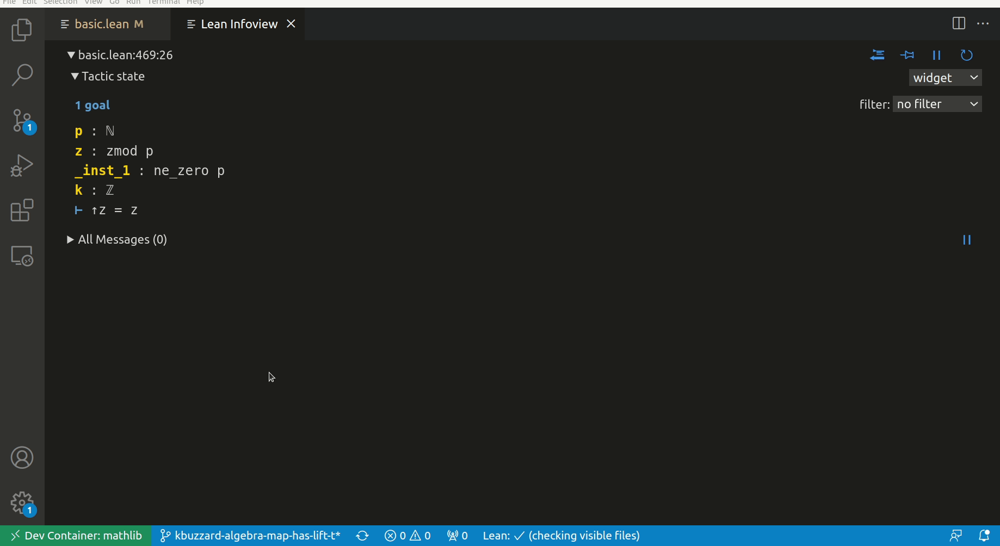 File Edit Selection View Go Run Terminal Help
basic.lean M Lean Infoview
basic.lean:469:26
Tactic state
widget
1 goal
filter: no filter
p : ℕ
z : zmod p
_inst_1 : ne_zero p
k : ℤ
⊢ ↑z = z
All Messages (0)
1
1
Dev Container: mathlib kbuzzard-algebra-map-has-lift-t* 0 0 0 Lean: ✓ (checking visible files)